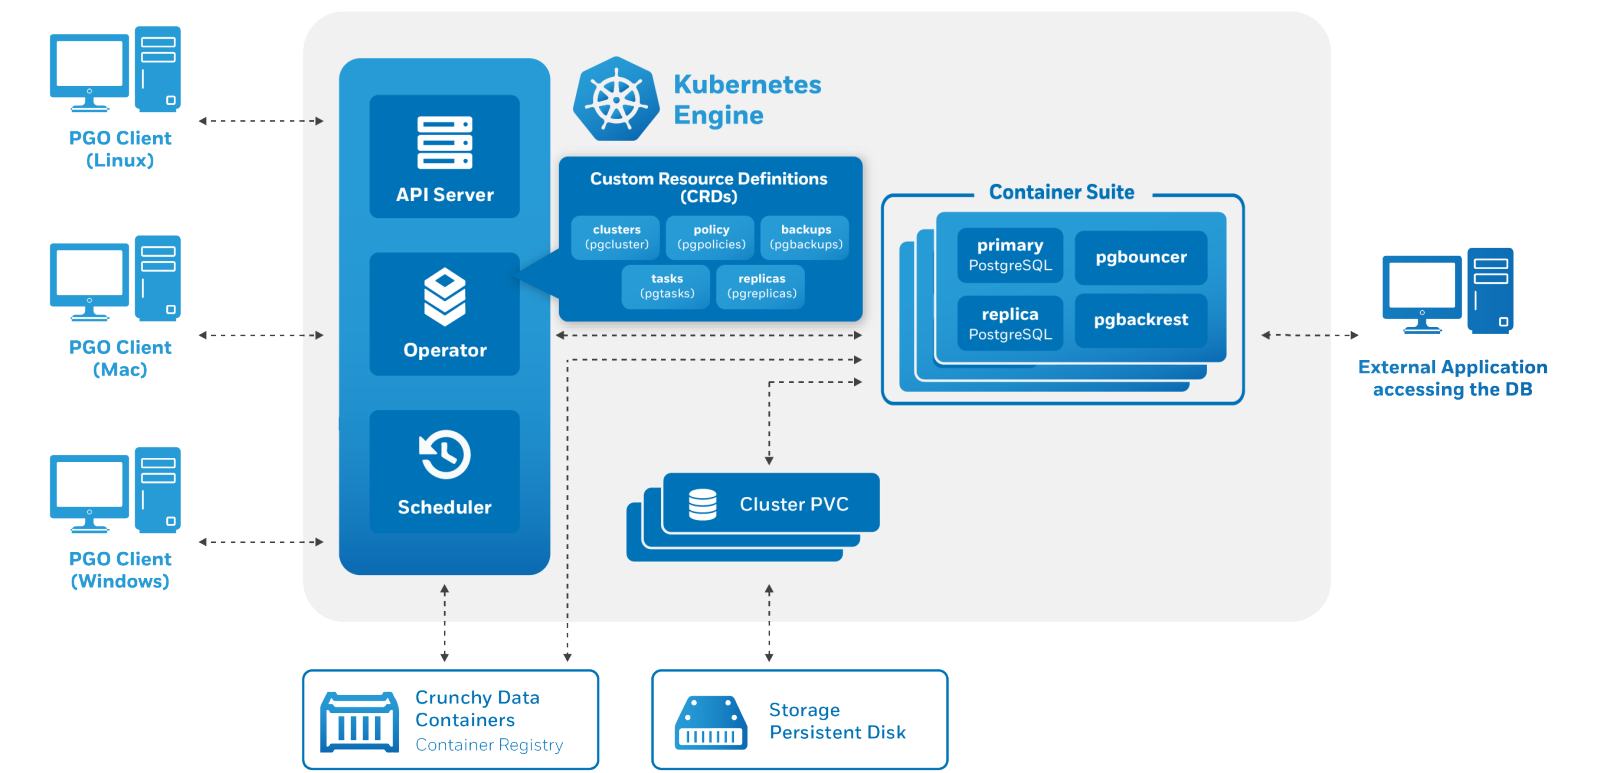 PGO Client
(Linux)
PGO Client
(Mac)
PGO Client
(Windows)
API Server
Operator
Scheduler
Kubernetes
Engine
Custom Resource Definitions
(CRDs)
clusters
(pgcluster)
policy
(pgpolicies)
backups
(pgbackups)
tasks
(pgtasks)
replicas
(pgreplicas)
Container Suite
primary
PostgreSQL
pgbouncer
replica
PostgreSQL
pgbackrest
External Application
accessing the DB
Cluster PVC
Crunchy Data
Containers
Container Registry
Storage
Persistent Disk